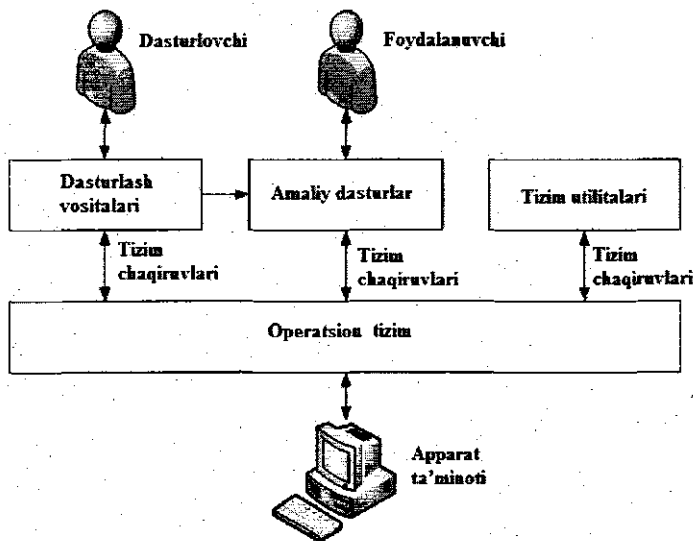 Dasturlovchi
Foydalanuvchi
Dasturlash
vositalari
Amaliy dasturlar
Tizim utilitalari
Tizim
chaqiruvlari
Tizim
chaqiruvlari
Tizim
chaqiruvlari
Operatsion tizim
Apparat
ta'minoti